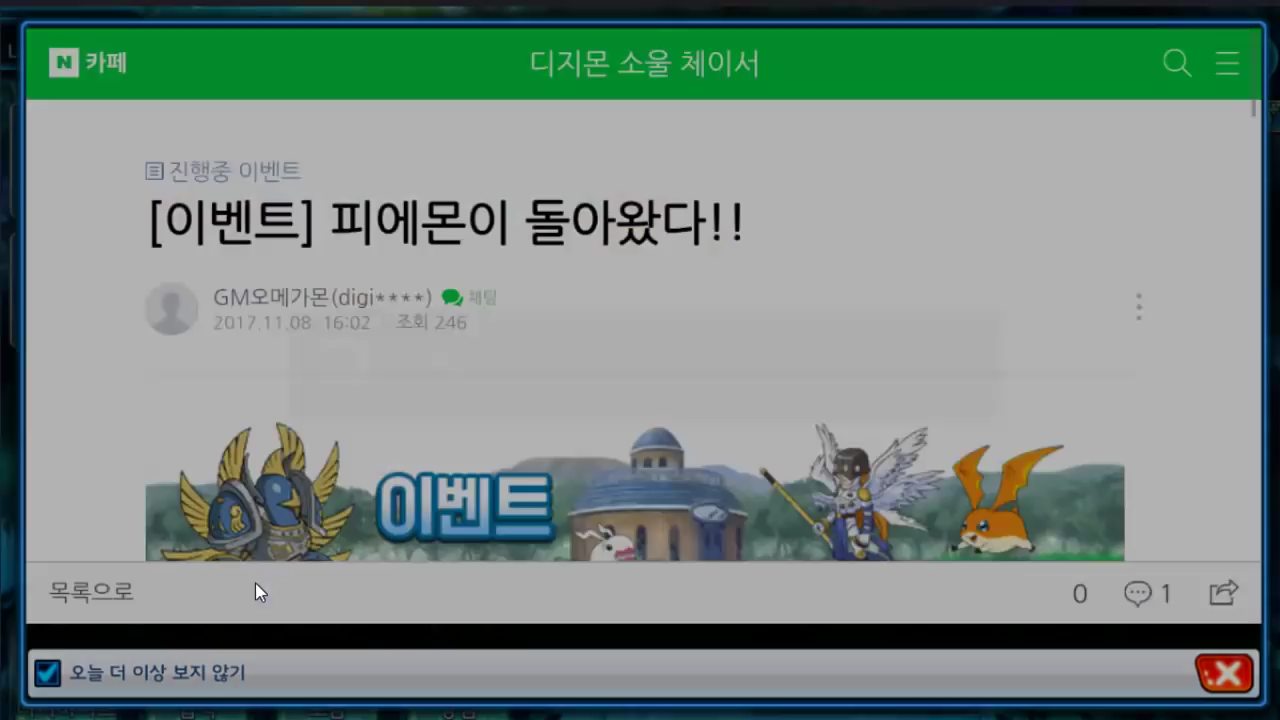 N 카페
디지몬 소울 체이서
진행중 이벤트
[이벤트] 피에몬이 돌아왔다!!
GM오메가몬(digi****) 채팅
2017.11.08 16:02 조회 246
이벤트
목록으로
0 1
오늘 더 이상 보지 않기